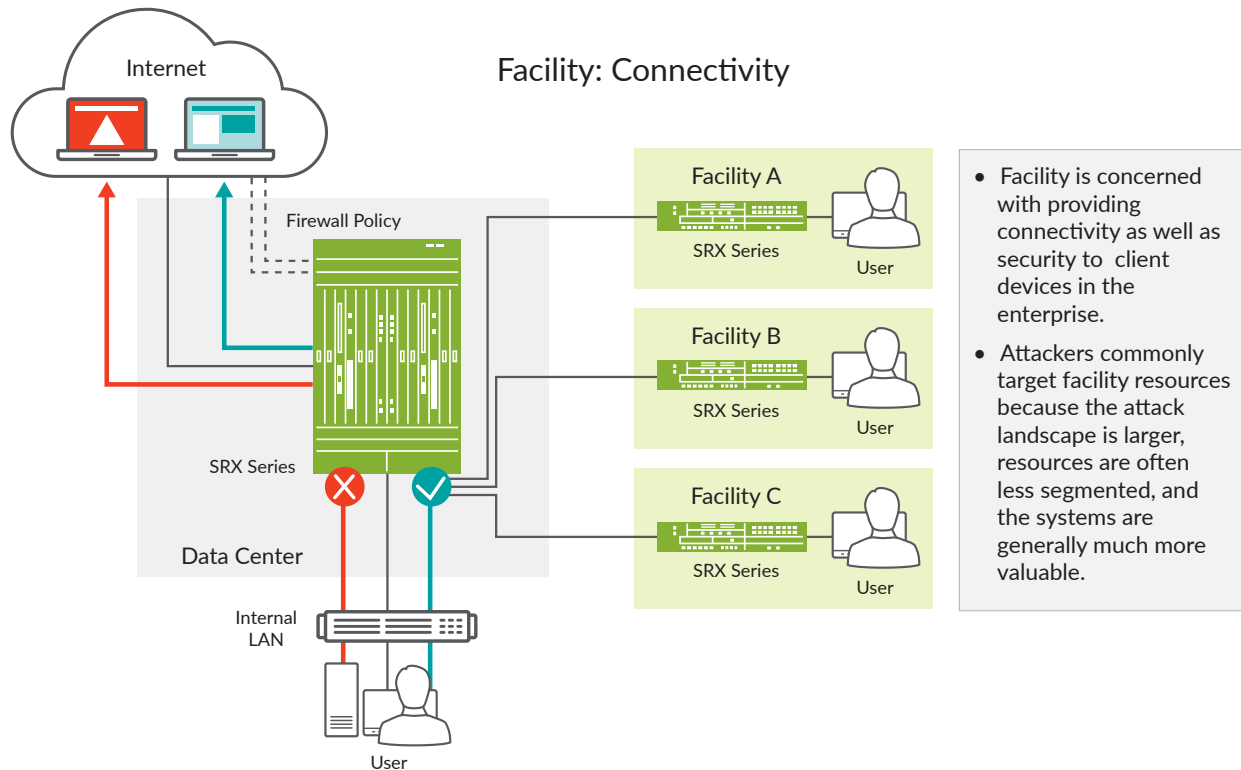 Internet
Facility: Connectivity
Firewall Policy
SRX Series
Data Center
Internal
LAN
User
Facility A
SRX Series
User
Facility B
SRX Series
User
Facility C
SRX Series
User
• Facility is concerned
with providing
connectivity as well as
security to client
devices in the
enterprise.
• Attackers commonly
target facility resources
because the attack
landscape is larger,
resources are often
less segmented, and
the systems are
generally much more
valuable.